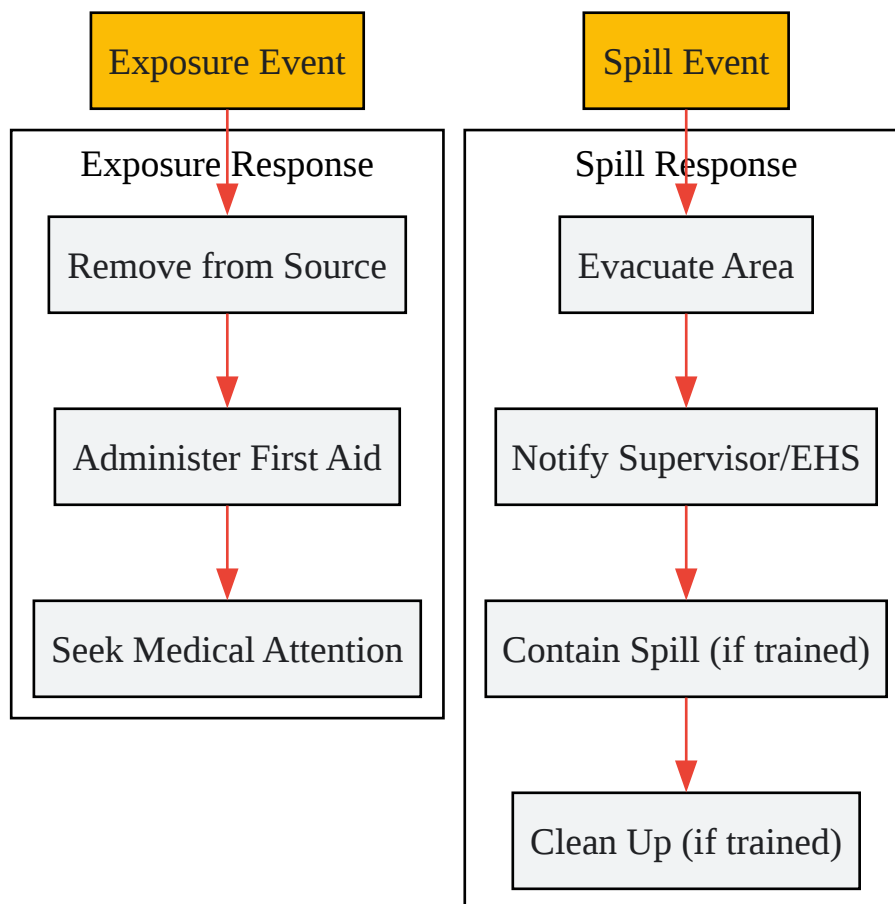 Exposure Event
Exposure Response
Remove from Source
Administer First Aid
Seek Medical Attention
Spill Event
Spill Response
Evacuate Area
Notify Supervisor/EHS
Contain Spill (if trained)
Clean Up (if trained)